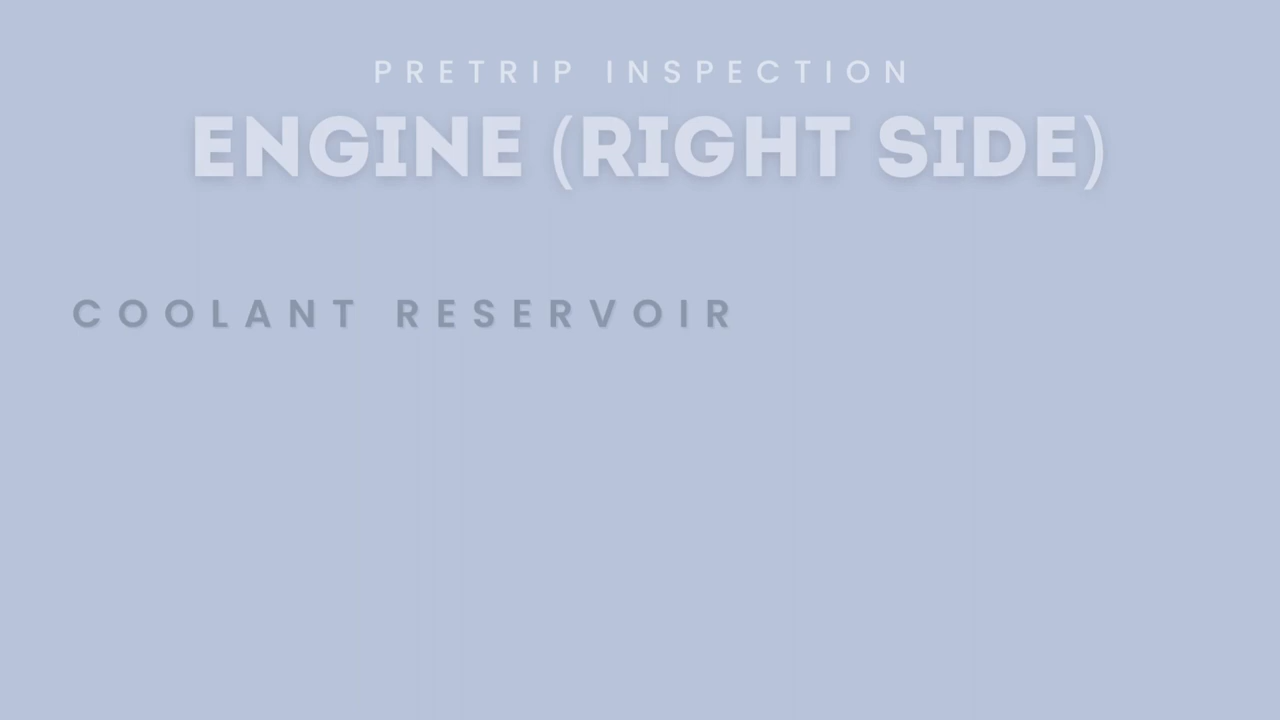 PRETRIP INSPECTION
ENGINE (RIGHT SIDE)
COOLANT RESERVOIR